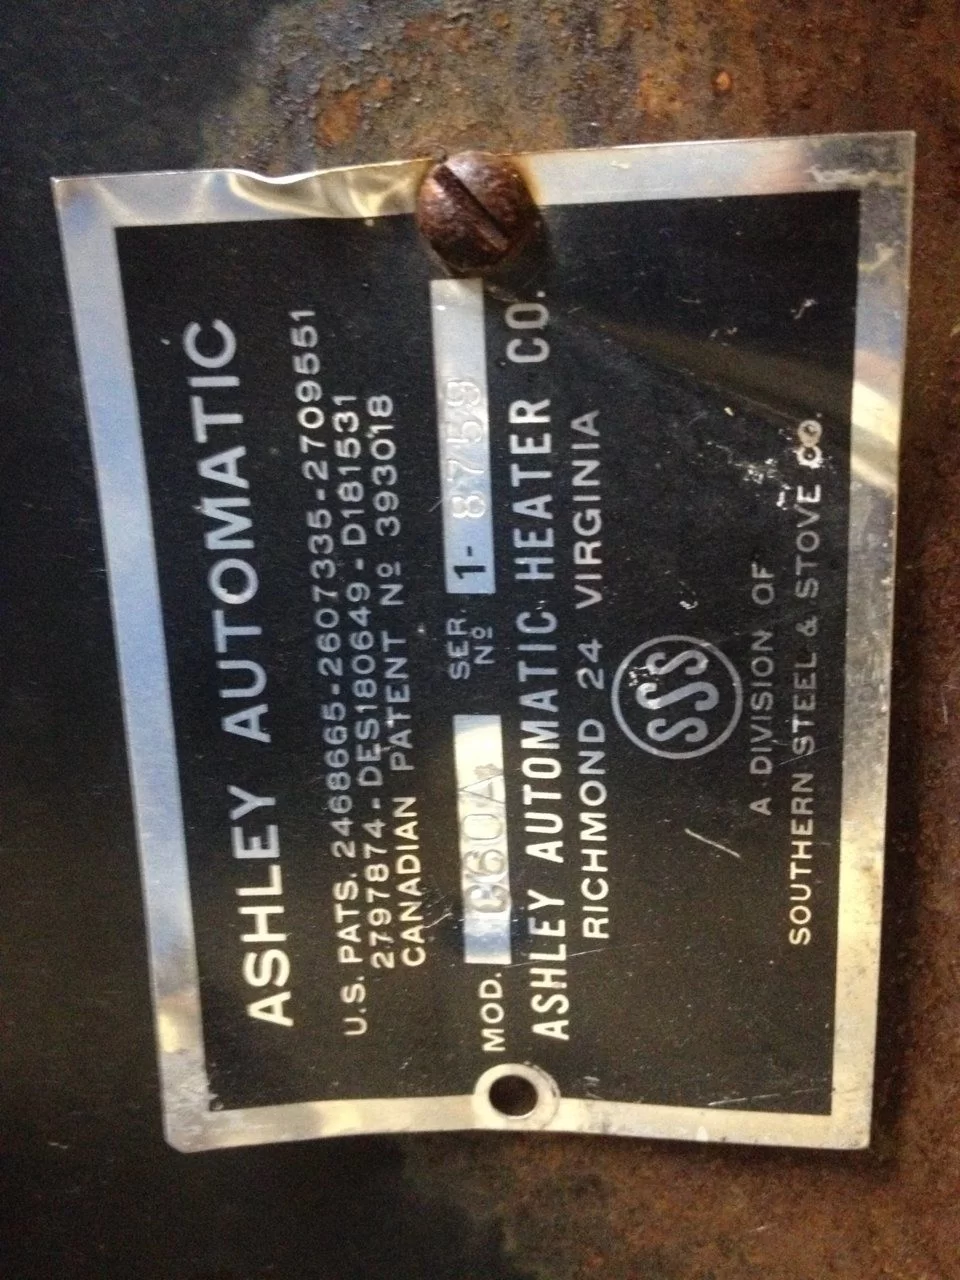 ASHLEY AUTOMATIC
U.S. PATS. 2468665-2607335-2709551
2797874-DES180649-D181531
CANADIAN PATENT Nº 393018
MOD. C60A SER. Nº 1- 8759
ASHLEY AUTOMATIC HEATER CO.
RICHMOND 24 VIRGINIA
SSS
A DIVISION OF
SOUTHERN STEEL & STOVE CO.